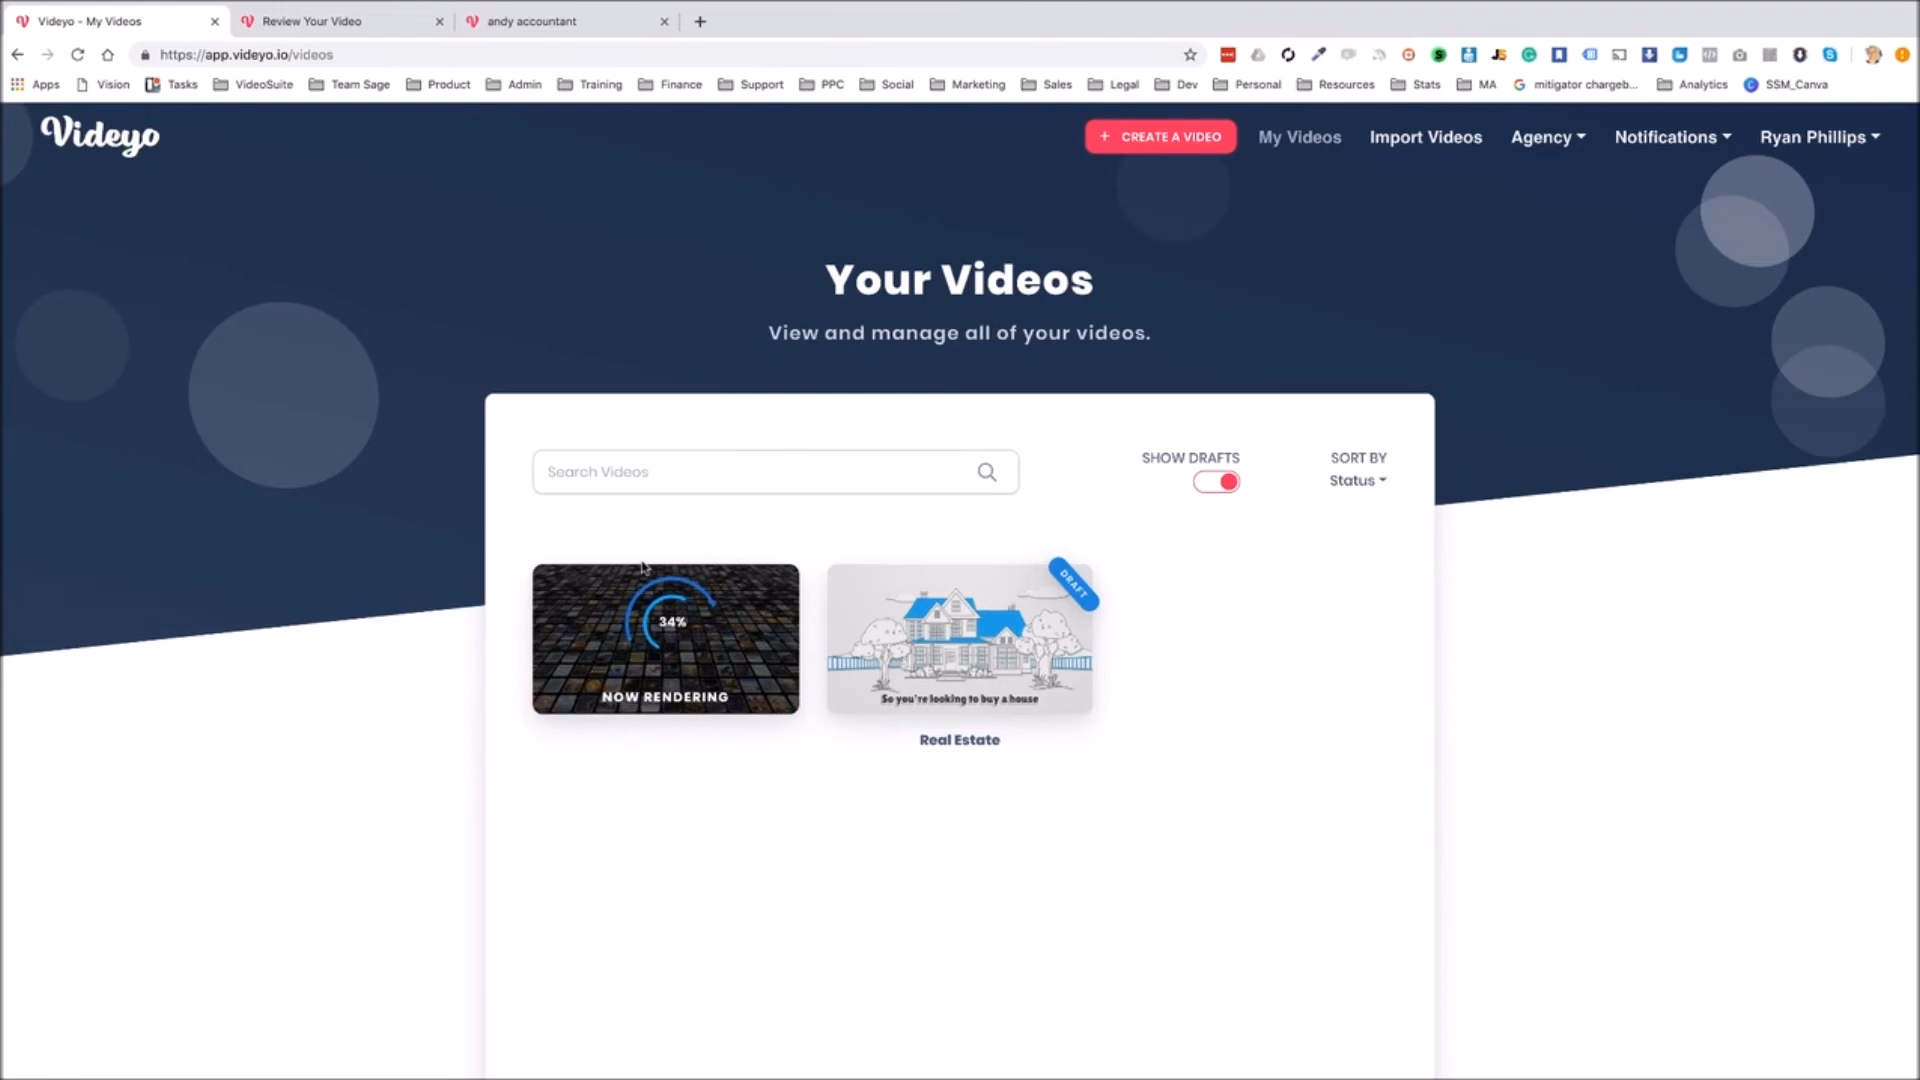 Videyo - My Videos
Review Your Video
andy accountant
https://app.videyo.io/videos
Apps
Vision
Tasks
VideoSuite
Team Sage
Product
Admin
Training
Finance
Support
PPC
Social
Marketing
Sales
Legal
Dev
Personal
Resources
Stats
MA
mitigator chargeb...
Analytics
SSM_Canva
Videyo
+ CREATE A VIDEO
My Videos
Import Videos
Agency
Notifications
Ryan Phillips
Your Videos
View and manage all of your videos.
Search Videos
SHOW DRAFTS
SORT BY
Status
34%
NOW RENDERING
DRAFT
So you're looking to buy a house
Real Estate